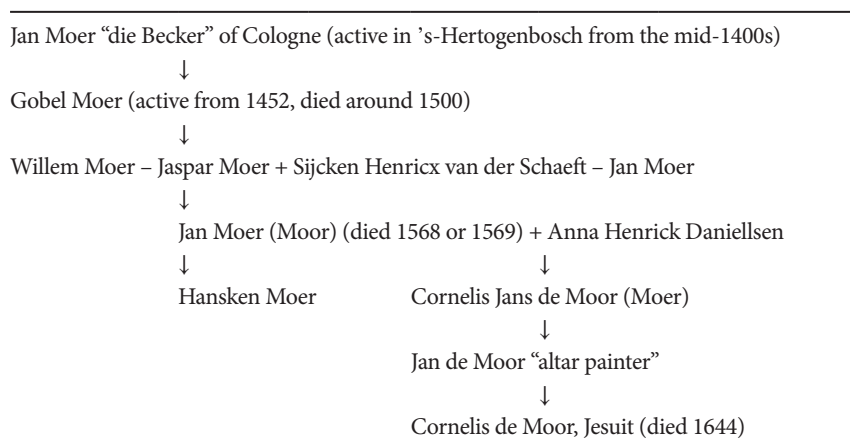 Jan Moer “die Becker” of Cologne (active in ’s-Hertogenbosch from the mid-1400s)
↓
Gobel Moer (active from 1452, died around 1500)
↓
Willem Moer – Jaspar Moer + Sijcken Henricx van der Schaeft – Jan Moer
↓
Jan Moer (Moor) (died 1568 or 1569) + Anna Henrick Daniellsen
↓ ↓
Hansken Moer Cornelis Jans de Moor (Moer)
↓
Jan de Moor “altar painter”
↓
Cornelis de Moor, Jesuit (died 1644)